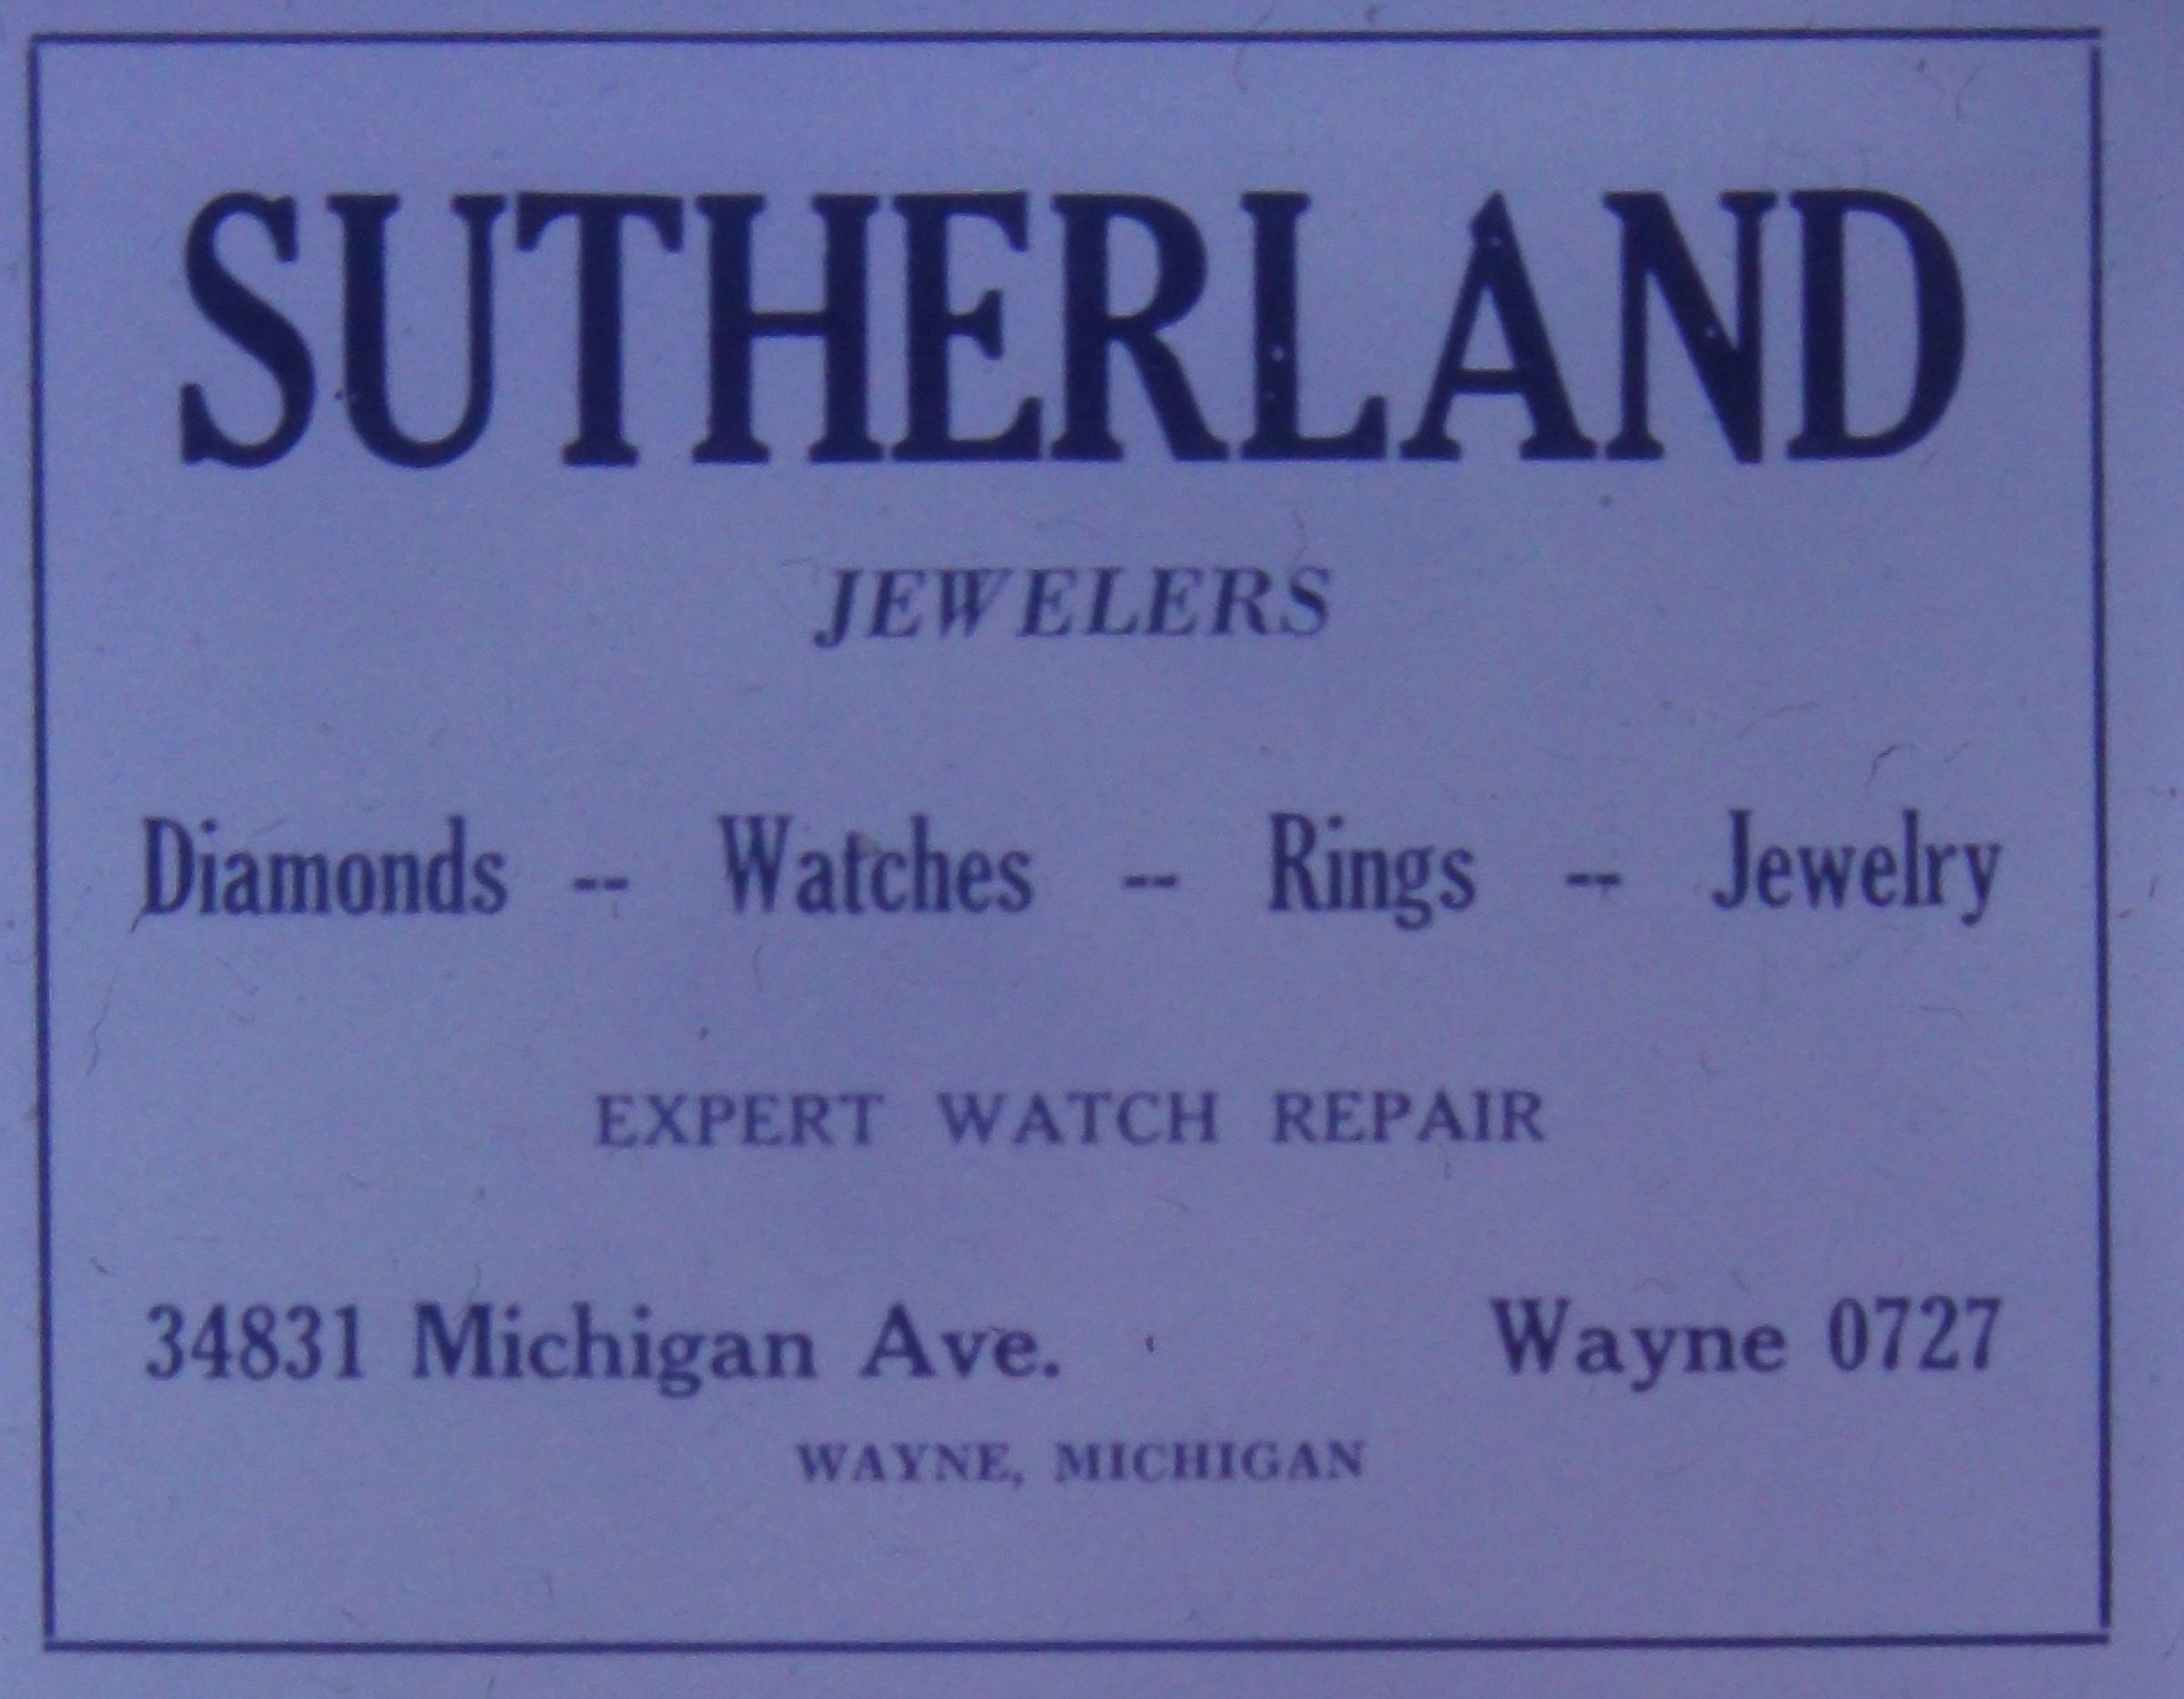 SUTHERLAND
JEWELERS
Diamonds -- Watches -- Rings -- Jewelry
EXPERT WATCH REPAIR
34831 Michigan Ave. Wayne 0727
WAYNE, MICHIGAN